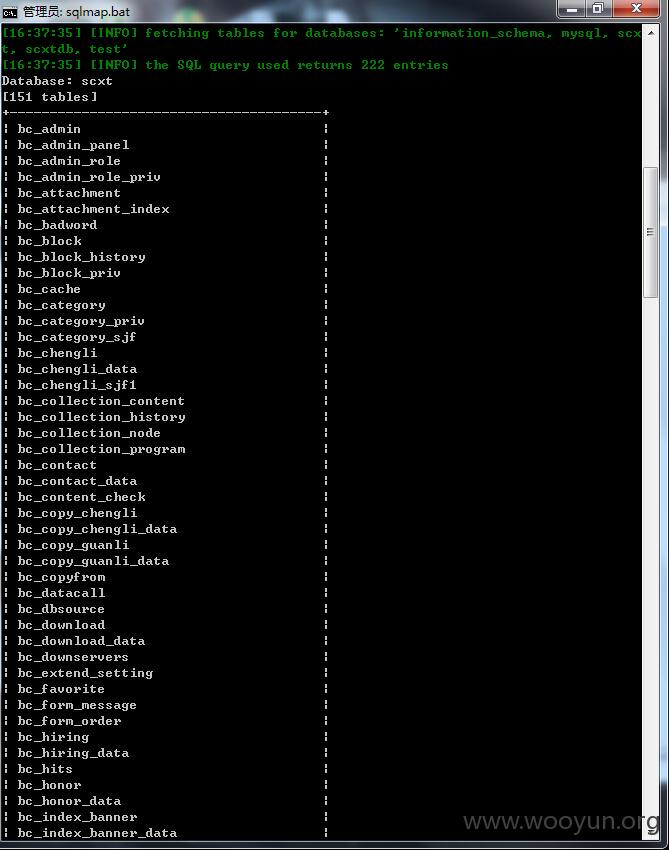 管理员: sqlmap.bat
[16:37:35] [INFO] fetching tables for databases: 'information_schema, mysql, scx
t, scxtdb, test'
[16:37:35] [INFO] the SQL query used returns 222 entries
Database: scxt
[151 tables]
+---------------------------------------+
¦ bc_admin ¦
¦ bc_admin_panel ¦
¦ bc_admin_role ¦
¦ bc_admin_role_priv ¦
¦ bc_attachment ¦
¦ bc_attachment_index ¦
¦ bc_badword ¦
¦ bc_block ¦
¦ bc_block_history ¦
¦ bc_block_priv ¦
¦ bc_cache ¦
¦ bc_category ¦
¦ bc_category_priv ¦
¦ bc_category_sjf ¦
¦ bc_chengli ¦
¦ bc_chengli_data ¦
¦ bc_chengli_sjf1 ¦
¦ bc_collection_content ¦
¦ bc_collection_history ¦
¦ bc_collection_node ¦
¦ bc_collection_program ¦
¦ bc_contact ¦
¦ bc_contact_data ¦
¦ bc_content_check ¦
¦ bc_copy_chengli ¦
¦ bc_copy_chengli_data ¦
¦ bc_copy_guanli ¦
¦ bc_copy_guanli_data ¦
¦ bc_copyfrom ¦
¦ bc_datacall ¦
¦ bc_dbsource ¦
¦ bc_download ¦
¦ bc_download_data ¦
¦ bc_downservers ¦
¦ bc_extend_setting ¦
¦ bc_favorite ¦
¦ bc_form_message ¦
¦ bc_form_order ¦
¦ bc_hiring ¦
¦ bc_hiring_data ¦
¦ bc_hits ¦
¦ bc_honor ¦
¦ bc_honor_data ¦
¦ bc_index_banner ¦
¦ bc_index_banner_data ¦
www.wooyun.org